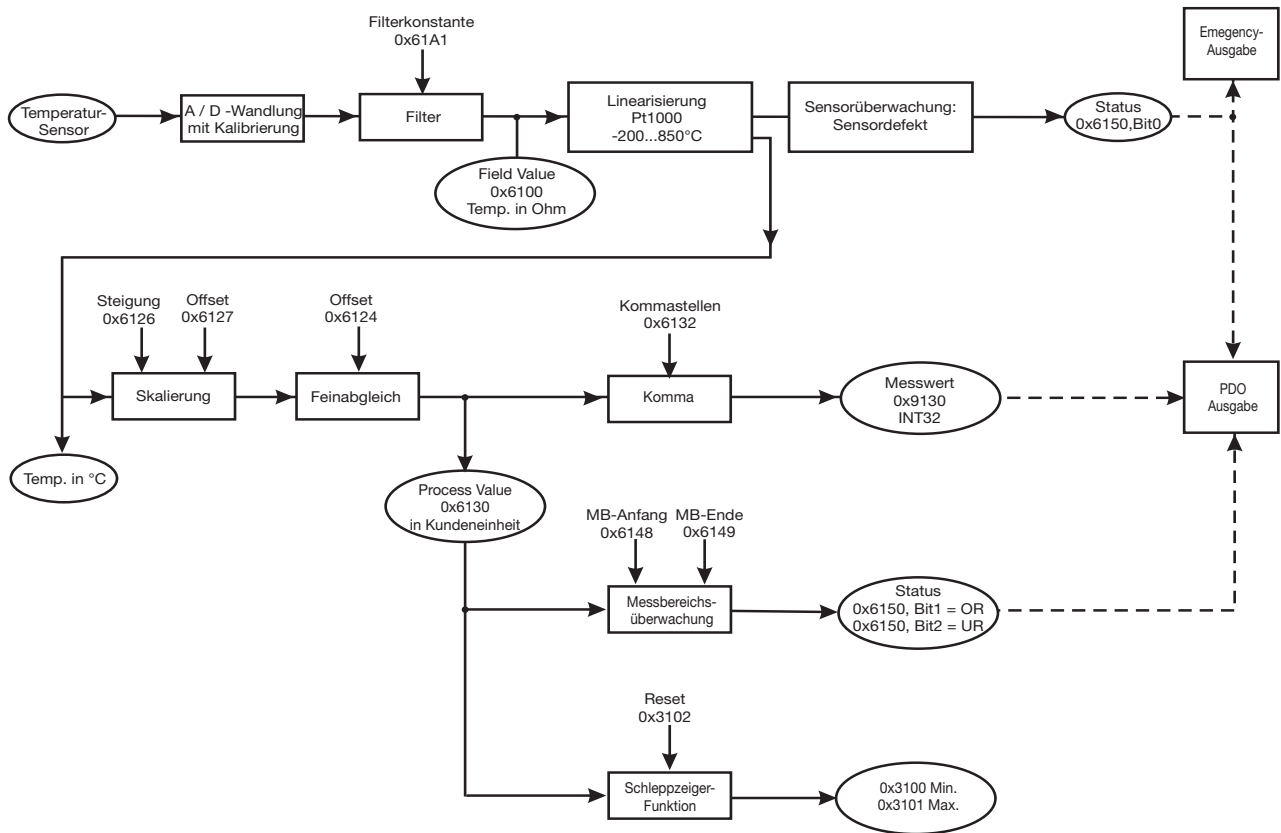 Filterkonstante
0x61A1
Emegency-
Ausgabe
Temperatur-
Sensor
A / D -Wandlung
mit Kalibrierung
Filter
Linearisierung
Pt1000
-200...850°C
Sensorüberwachung:
Sensordefekt
Status
0x6150,Bit0
Field Value
0x6100
Temp. in Ohm
Steigung
0x6126
Offset
0x6127
Offset
0x6124
Kommastellen
0x6132
Skalierung
Feinabgleich
Komma
Messwert
0x9130
INT32
PDO
Ausgabe
Temp. in °C
Process Value
0x6130
in Kundeneinheit
MB-Anfang
0x6148
MB-Ende
0x6149
Messbereichs-
überwachung
Status
0x6150, Bit1 = OR
0x6150, Bit2 = UR
Reset
0x3102
Schleppzeiger-
Funktion
0x3100 Min.
0x3101 Max.